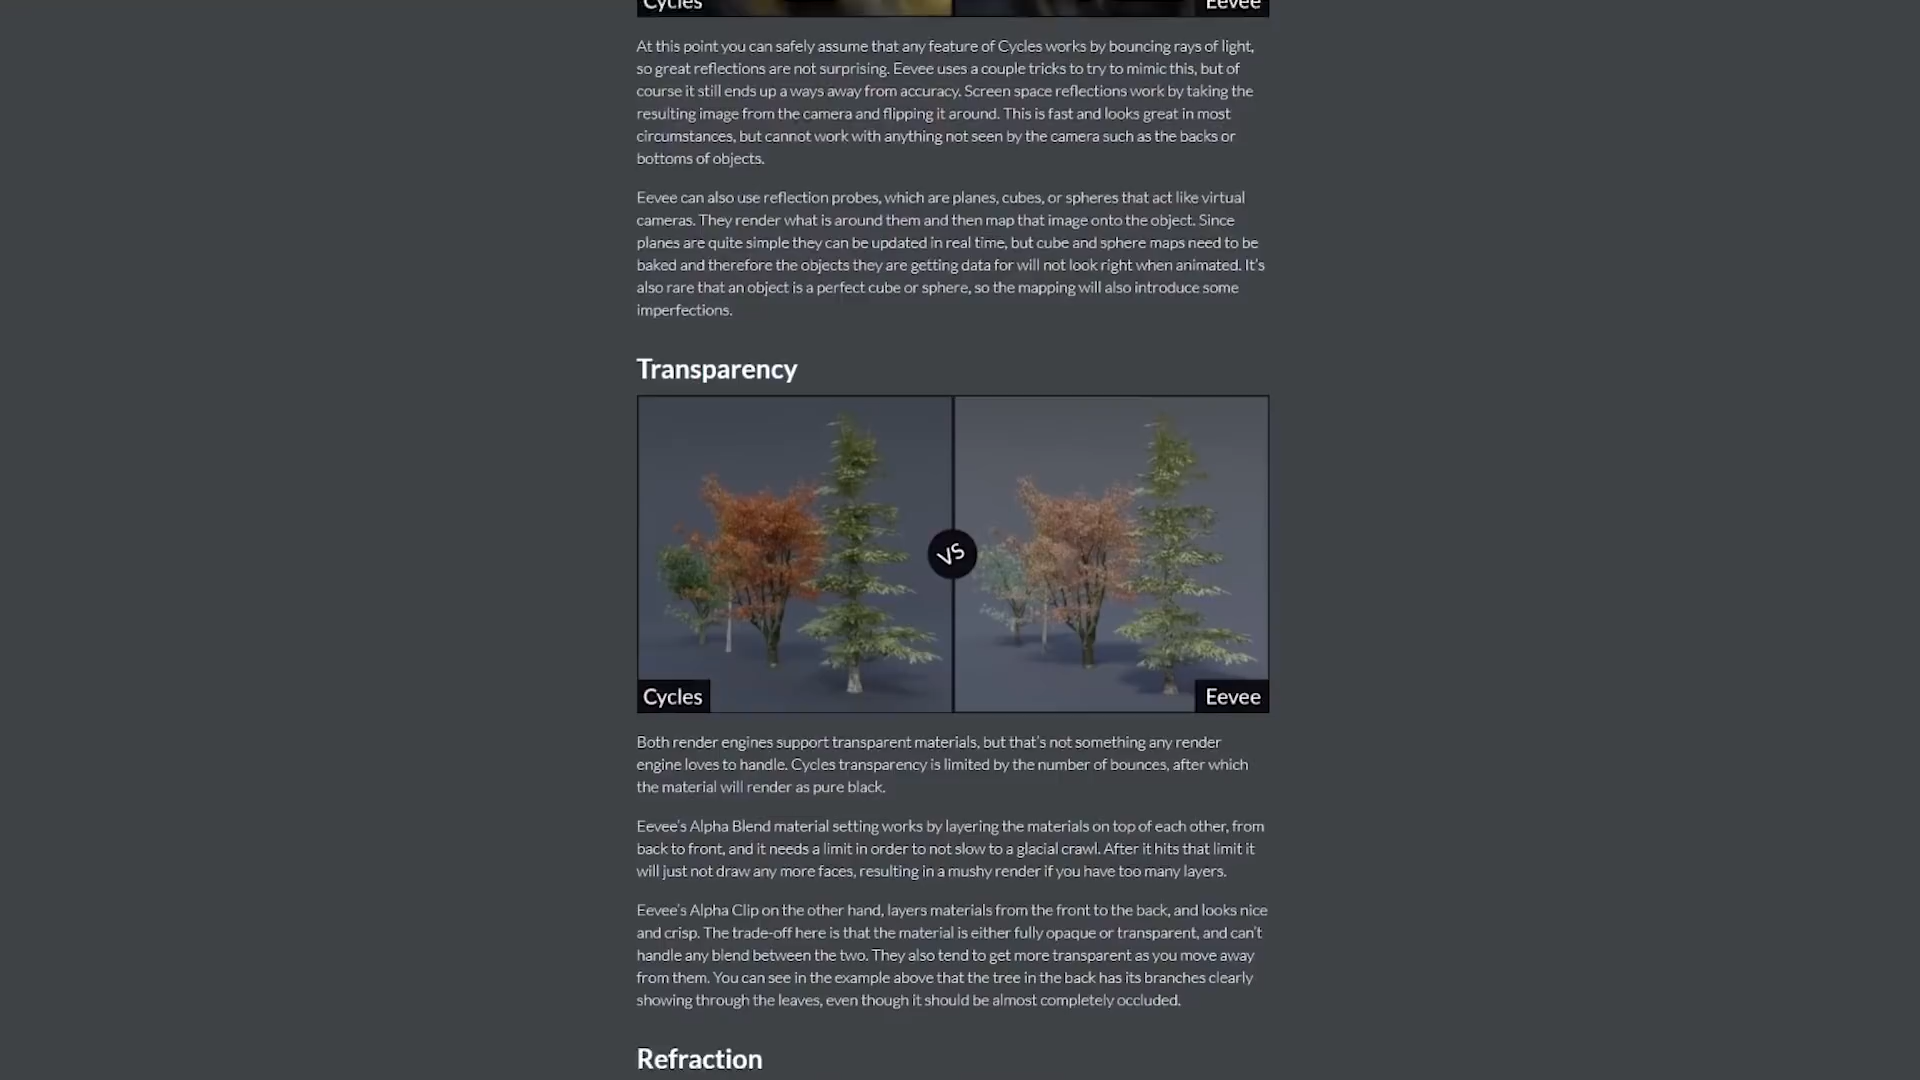 Cycles
Eevee
At this point you can safely assume that any feature of Cycles works by bouncing rays of light,
so great reflections are not surprising. Eevee uses a couple tricks to try to mimic this, but of
course it still ends up a ways away from accuracy. Screen space reflections work by taking the
resulting image from the camera and flipping it around. This is fast and looks great in most
circumstances, but cannot work with anything not seen by the camera such as the backs or
bottoms of objects.
Eevee can also use reflection probes, which are planes, cubes, or spheres that act like virtual
cameras. They render what is around them and then map that image onto the object. Since
planes are quite simple they can be updated in real time, but cube and sphere maps need to be
baked and therefore the objects they are getting data for will not look right when animated. It's
also rare that an object is a perfect cube or sphere, so the mapping will also introduce some
imperfections.
Transparency
VS
Cycles
Eevee
Both render engines support transparent materials, but that's not something any render
engine loves to handle. Cycles transparency is limited by the number of bounces, after which
the material will render as pure black.
Eevee's Alpha Blend material setting works by layering the materials on top of each other, from
back to front, and it needs a limit in order to not slow to a glacial crawl. After it hits that limit it
will just not draw any more faces, resulting in a mushy render if you have too many layers.
Eevee's Alpha Clip on the other hand, layers materials from the front to the back, and looks nice
and crisp. The trade-off here is that the material is either fully opaque or transparent, and can't
handle any blend between the two. They also tend to get more transparent as you move away
from them. You can see in the example above that the tree in the back has its branches clearly
showing through the leaves, even though it should be almost completely occluded.
Refraction